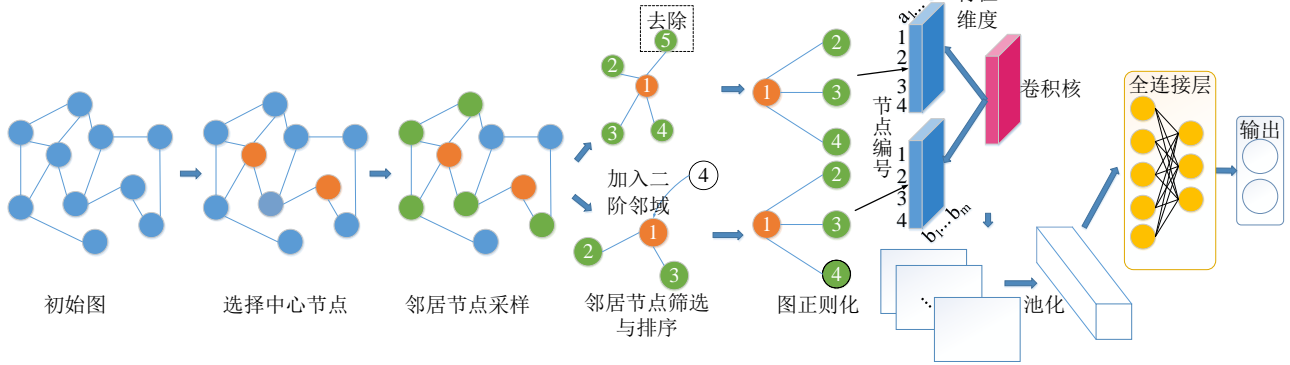 去除
5
2
1
3
4
加入二
阶邻域
4
1
2
3
2
1
3
4
2
1
3
4
a₁...
维度
1
2
3
4
节点编号
1
2
3
4
b₁... bₘ
卷积核
全连接层
输出
...
池化
初始图
选择中心节点
邻居节点采样
邻居节点筛选
与排序
图正则化